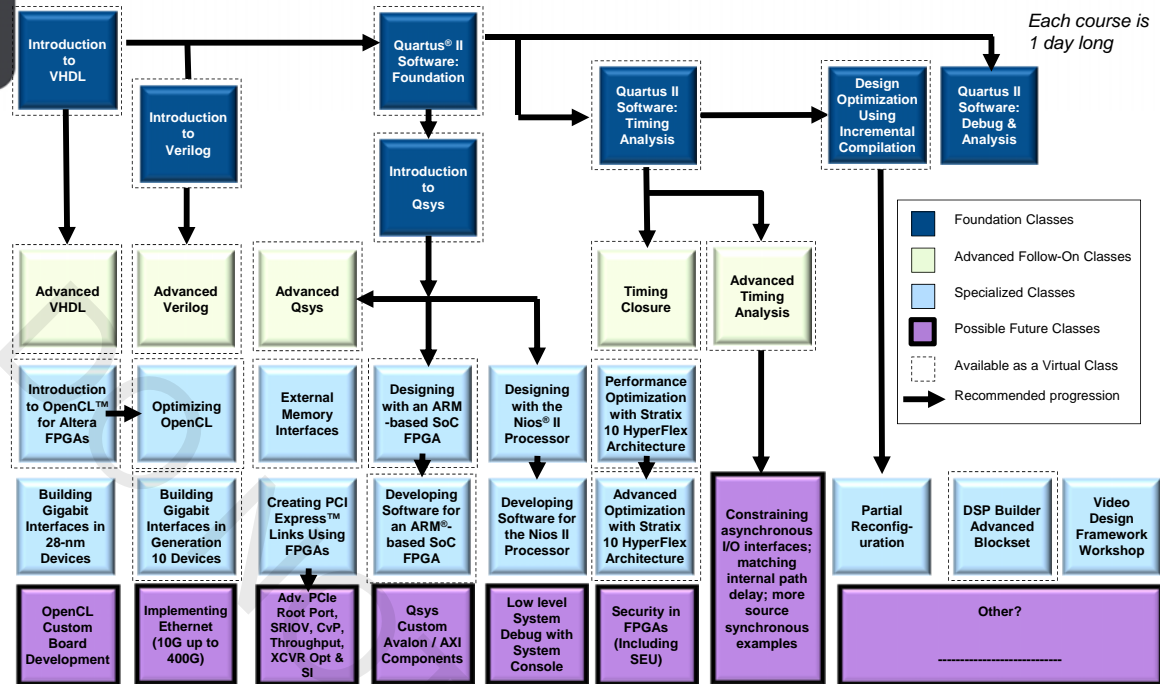 Each course is
1 day long
Introduction
to
VHDL
Quartus® II
Software:
Foundation
Introduction
to
Verilog
Quartus II
Software:
Timing
Analysis
Design
Optimization
Using
Incremental
Compilation
Quartus II
Software:
Debug &
Analysis
Introduction
to
Qsys
Foundation Classes
Advanced Follow-On Classes
Specialized Classes
Possible Future Classes
Available as a Virtual Class
Recommended progression
Advanced
VHDL
Advanced
Verilog
Advanced
Qsys
Timing
Closure
Advanced
Timing
Analysis
Introduction
to OpenCL™
for Altera
FPGAs
Optimizing
OpenCL
External
Memory
Interfaces
Designing
with an ARM
-based SoC
FPGA
Designing
with the
Nios® II
Processor
Performance
Optimization
with Stratix
10 HyperFlex
Architecture
Building
Gigabit
Interfaces in
28-nm
Devices
Building
Gigabit
Interfaces in
Generation
10 Devices
Creating PCI
Express™
Links Using
FPGAs
Developing
Software for
an ARM®-
based SoC
FPGA
Developing
Software for
the Nios II
Processor
Advanced
Optimization
with Stratix
10 HyperFlex
Architecture
Constraining
asynchronous
I/O interfaces;
matching
internal path
delay; more
source
synchronous
examples
Partial
Reconfig-
uration
DSP Builder
Advanced
Blockset
Video
Design
Framework
Workshop
OpenCL
Custom
Board
Development
Implementing
Ethernet
(10G up to
400G)
Adv. PCIe
Root Port,
SRIOV, CvP,
Throughput,
XCVR Opt &
SI
Qsys
Custom
Avalon / AXI
Components
Low level
System
Debug with
System
Console
Security in
FPGAs
(Including
SEU)
Other?
----------------------------